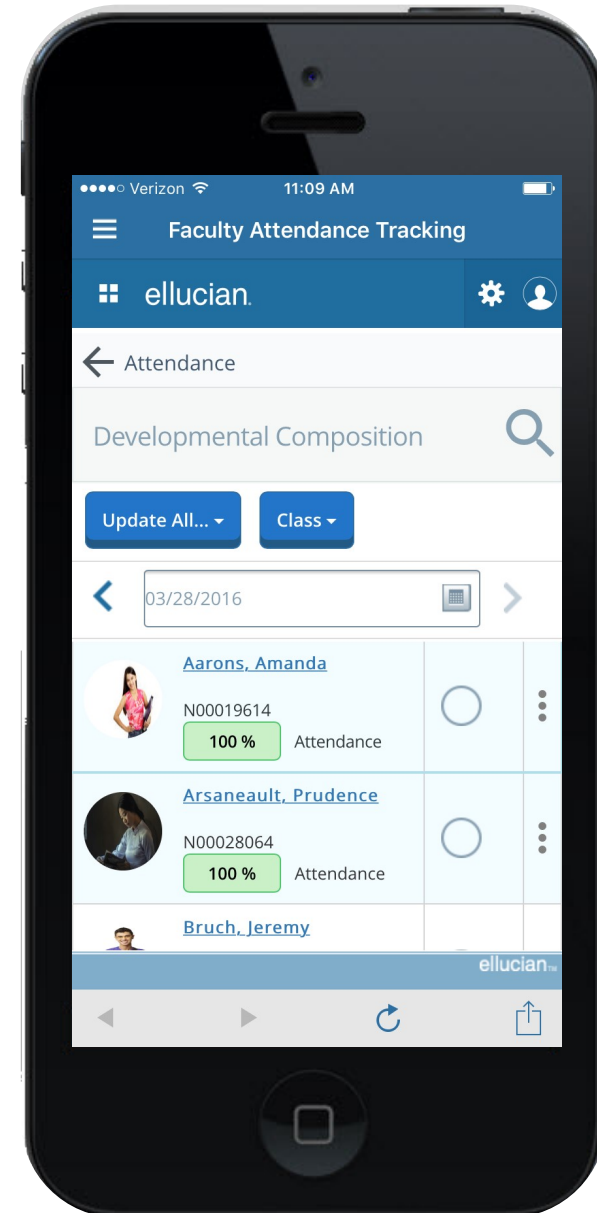 Verizon 11:09 AM
Faculty Attendance Tracking
ellucian.
Attendance
Developmental Composition
Update All... Class
03/28/2016
Aarons, Amanda
N00019614
100 % Attendance
Arsaneault, Prudence
N00028064
100 % Attendance
Bruch, Jeremy
ellucian™